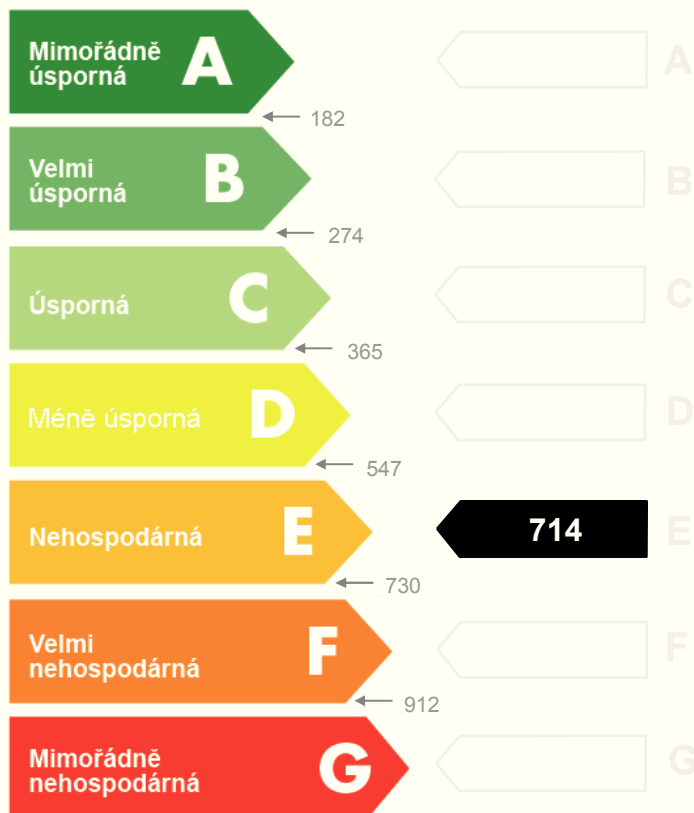 Mimořádně
úsporná
A
A
182
Velmi
úsporná
B
B
274
Úsporná
C
C
365
Méně úsporná
D
D
547
Nehospodárná
E
714
E
730
Velmi
nehospodárná
F
F
912
Mimořádně
nehospodárná
G
G